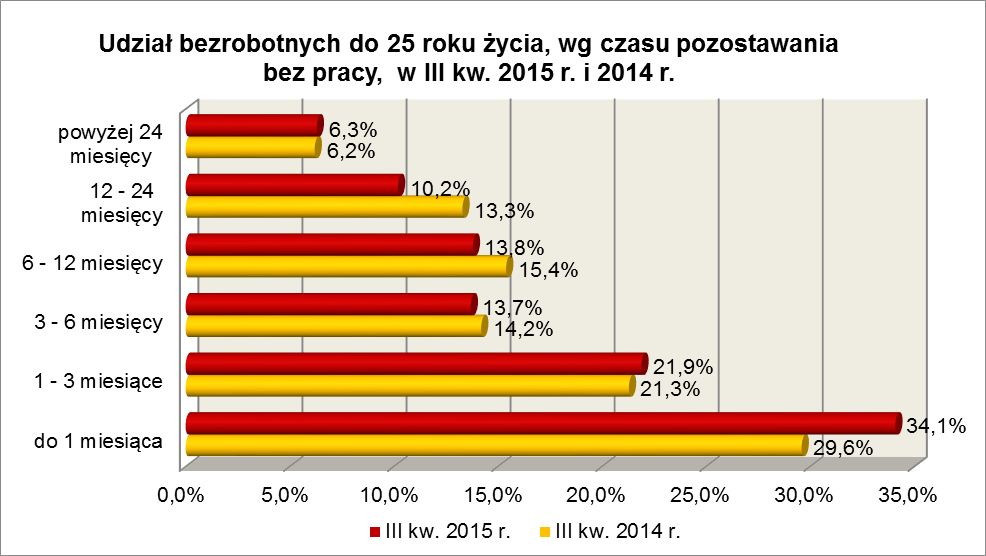 Udział bezrobotnych do 25 roku życia, wg czasu pozostawania
bez pracy, w III kw. 2015 r. i 2014 r.
powyżej 24
miesięcy
6,3%
6,2%
12 - 24
miesięcy
10,2%
13,3%
6 - 12 miesięcy
13,8%
15,4%
3 - 6 miesięcy
13,7%
14,2%
1 - 3 miesiące
21,9%
21,3%
do 1 miesiąca
34,1%
29,6%
0,0% 5,0% 10,0% 15,0% 20,0% 25,0% 30,0% 35,0%
III kw. 2015 r. III kw. 2014 r.